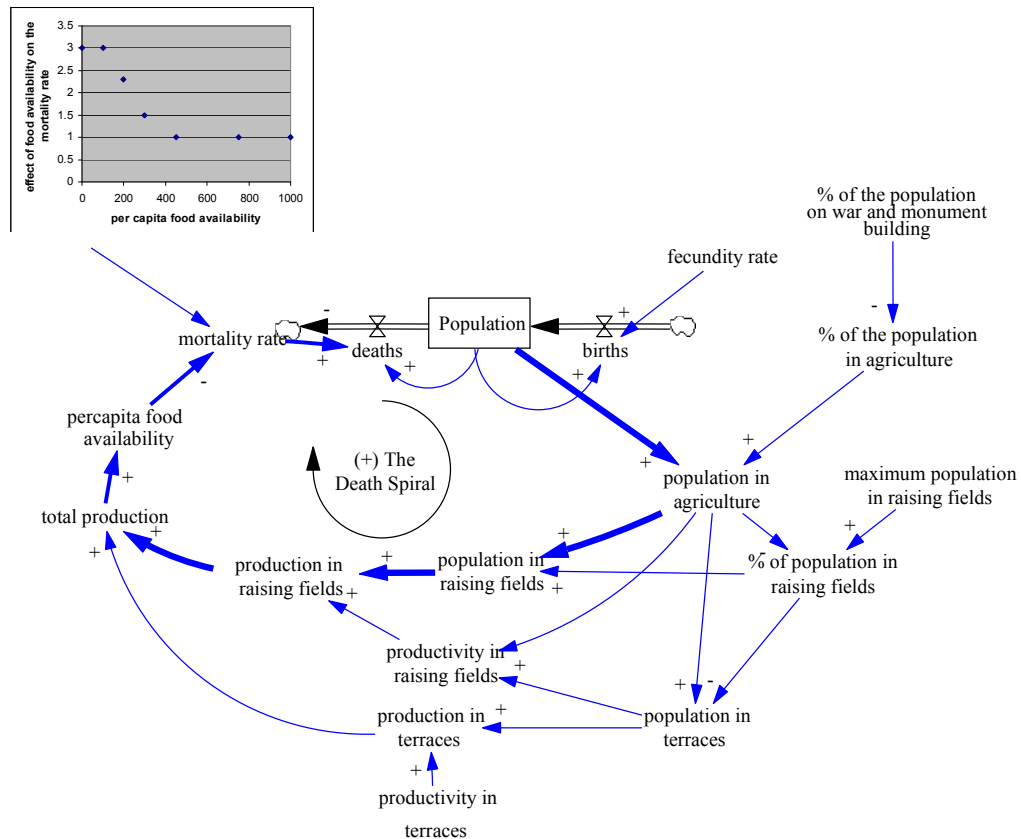 effect of food availability on the
mortality rate
3.5
3
2.5
2
1.5
1
0.5
0
0
200
400
600
800
1000
per capita food availability
% of the population
on war and monument
building
fecundity rate
-
+
Population
-
mortality rate
deaths
births
% of the population
in agriculture
+
+
+
-
percapita food
availability
+
(+) The
Death Spiral
+
population in
agriculture
maximum population
in raising fields
+
total production
+
+
+
+
-
% of population in
raising fields
production in
raising fields
+
population in
raising fields
+
+
productivity in
raising fields
+
+
-
production in
terraces
+
population in
terraces
+
productivity in
terraces